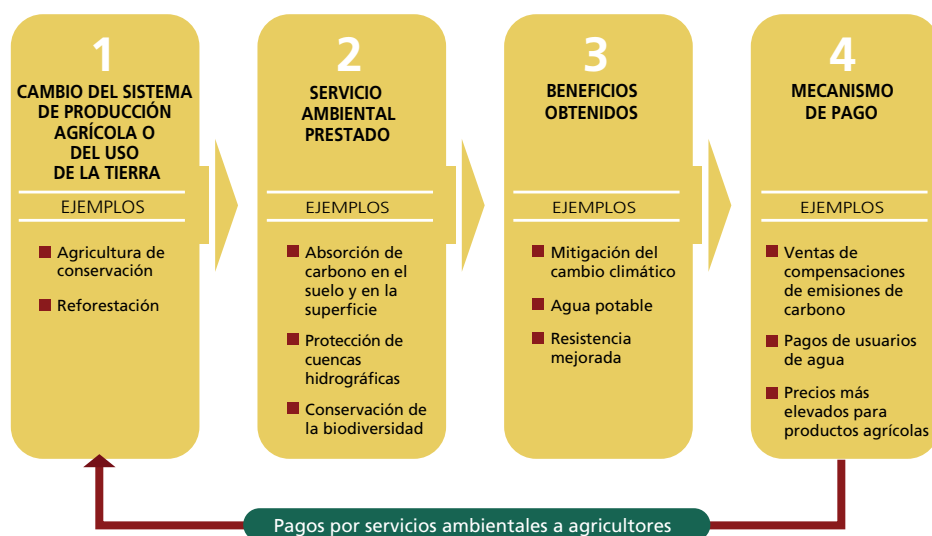 1
CAMBIO DEL SISTEMA
DE PRODUCCIÓN
AGRÍCOLA O
DEL USO
DE LA TIERRA
EJEMPLOS
Agricultura de
conservación
Reforestación
2
SERVICIO
AMBIENTAL
PRESTADO
EJEMPLOS
Absorción de
carbono en el
suelo y en la
superficie
Protección de
cuencas
hidrográficas
Conservación de
la biodiversidad
3
BENEFICIOS
OBTENIDOS
EJEMPLOS
Mitigación del
cambio climático
Agua potable
Resistencia
mejorada
4
MECANISMO
DE PAGO
EJEMPLOS
Ventas de
compensaciones
de emisiones de
carbono
Pagos de usuarios
de agua
Precios más
elevados para
productos agrícolas
Pagos por servicios ambientales a agricultores